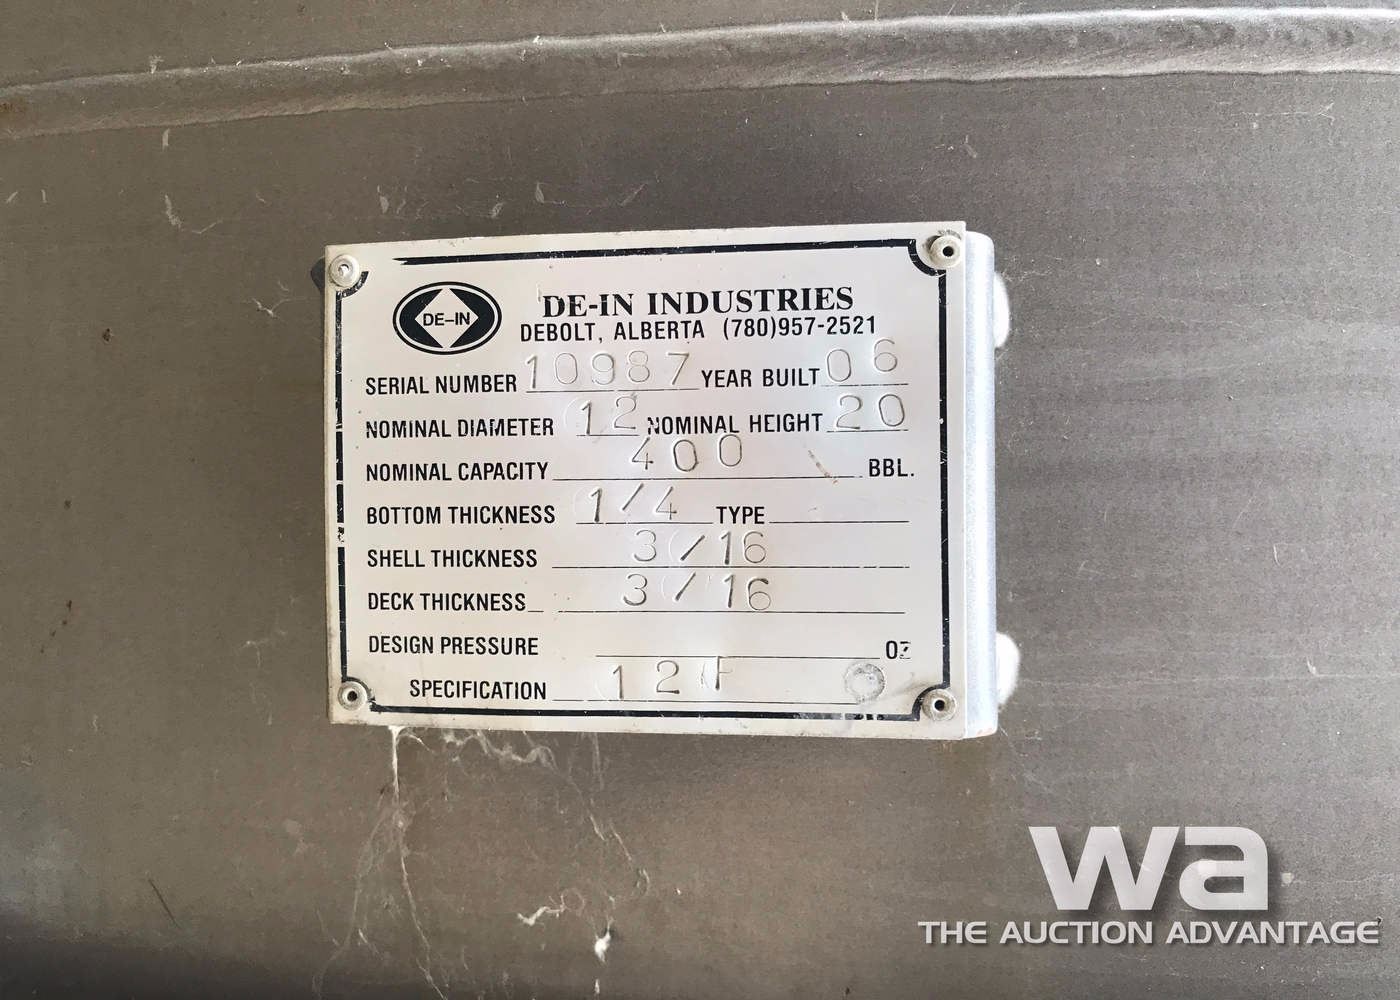 DE-IN
DE-IN INDUSTRIES
DEBOLT, ALBERTA (780)957-2521
SERIAL NUMBER 10987 YEAR BUILT 06
NOMINAL DIAMETER 12 NOMINAL HEIGHT 20
NOMINAL CAPACITY 400 BBL.
BOTTOM THICKNESS 1/4 TYPE
SHELL THICKNESS 3/16
DECK THICKNESS 3/16
DESIGN PRESSURE OZ
SPECIFICATION 12F
wa
THE AUCTION ADVANTAGE